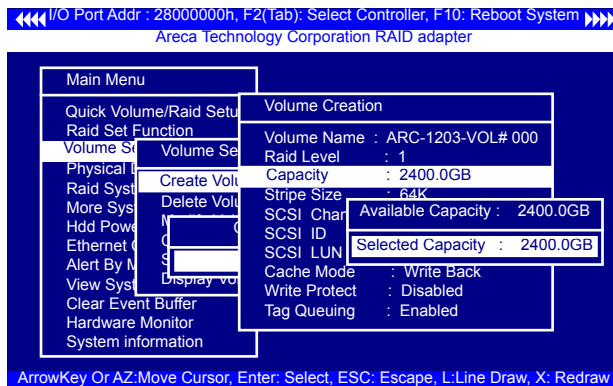 I/O Port Addr : 28000000h, F2(Tab): Select Controller, F10: Reboot System
Areca Technology Corporation RAID adapter
Main Menu
Quick Volume/Raid Setu
Raid Set Function
Volume Se
Physical
Raid Syst
More Sys
Hdd Powe
Ethernet
Alert By M
View Syst
Clear Event Buffer
Hardware Monitor
System information
Volume Se
Create Volu
Delete Volu
Display Vo
Volume Creation
Volume Name : ARC-1203-VOL# 000
Raid Level : 1
Capacity : 2400.0GB
Stripe Size : 64K
SCSI Chan
SCSI ID
SCSI LUN
Cache Mode : Write Back
Write Protect : Disabled
Tag Queuing : Enabled
Available Capacity : 2400.0GB
Selected Capacity : 2400.0GB
ArrowKey Or AZ:Move Cursor, Enter: Select, ESC: Escape, L:Line Draw, X: Redraw